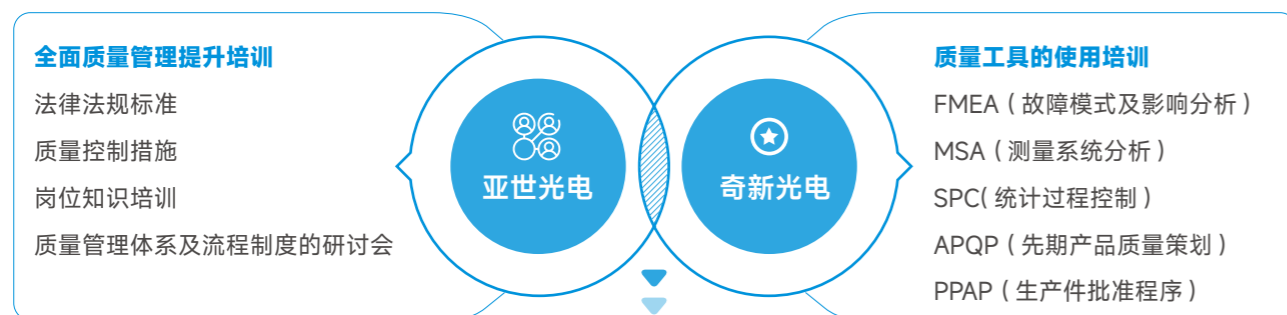 全面质量管理提升培训
法律法规标准
质量控制措施
岗位知识培训
质量管理体系及流程制度的研讨会
亚世光电
奇新光电
质量工具的使用培训
FMEA（故障模式及影响分析）
MSA（测量系统分析）
SPC( 统计过程控制）
APQP（先期产品质量策划）
PPAP（生产件批准程序）